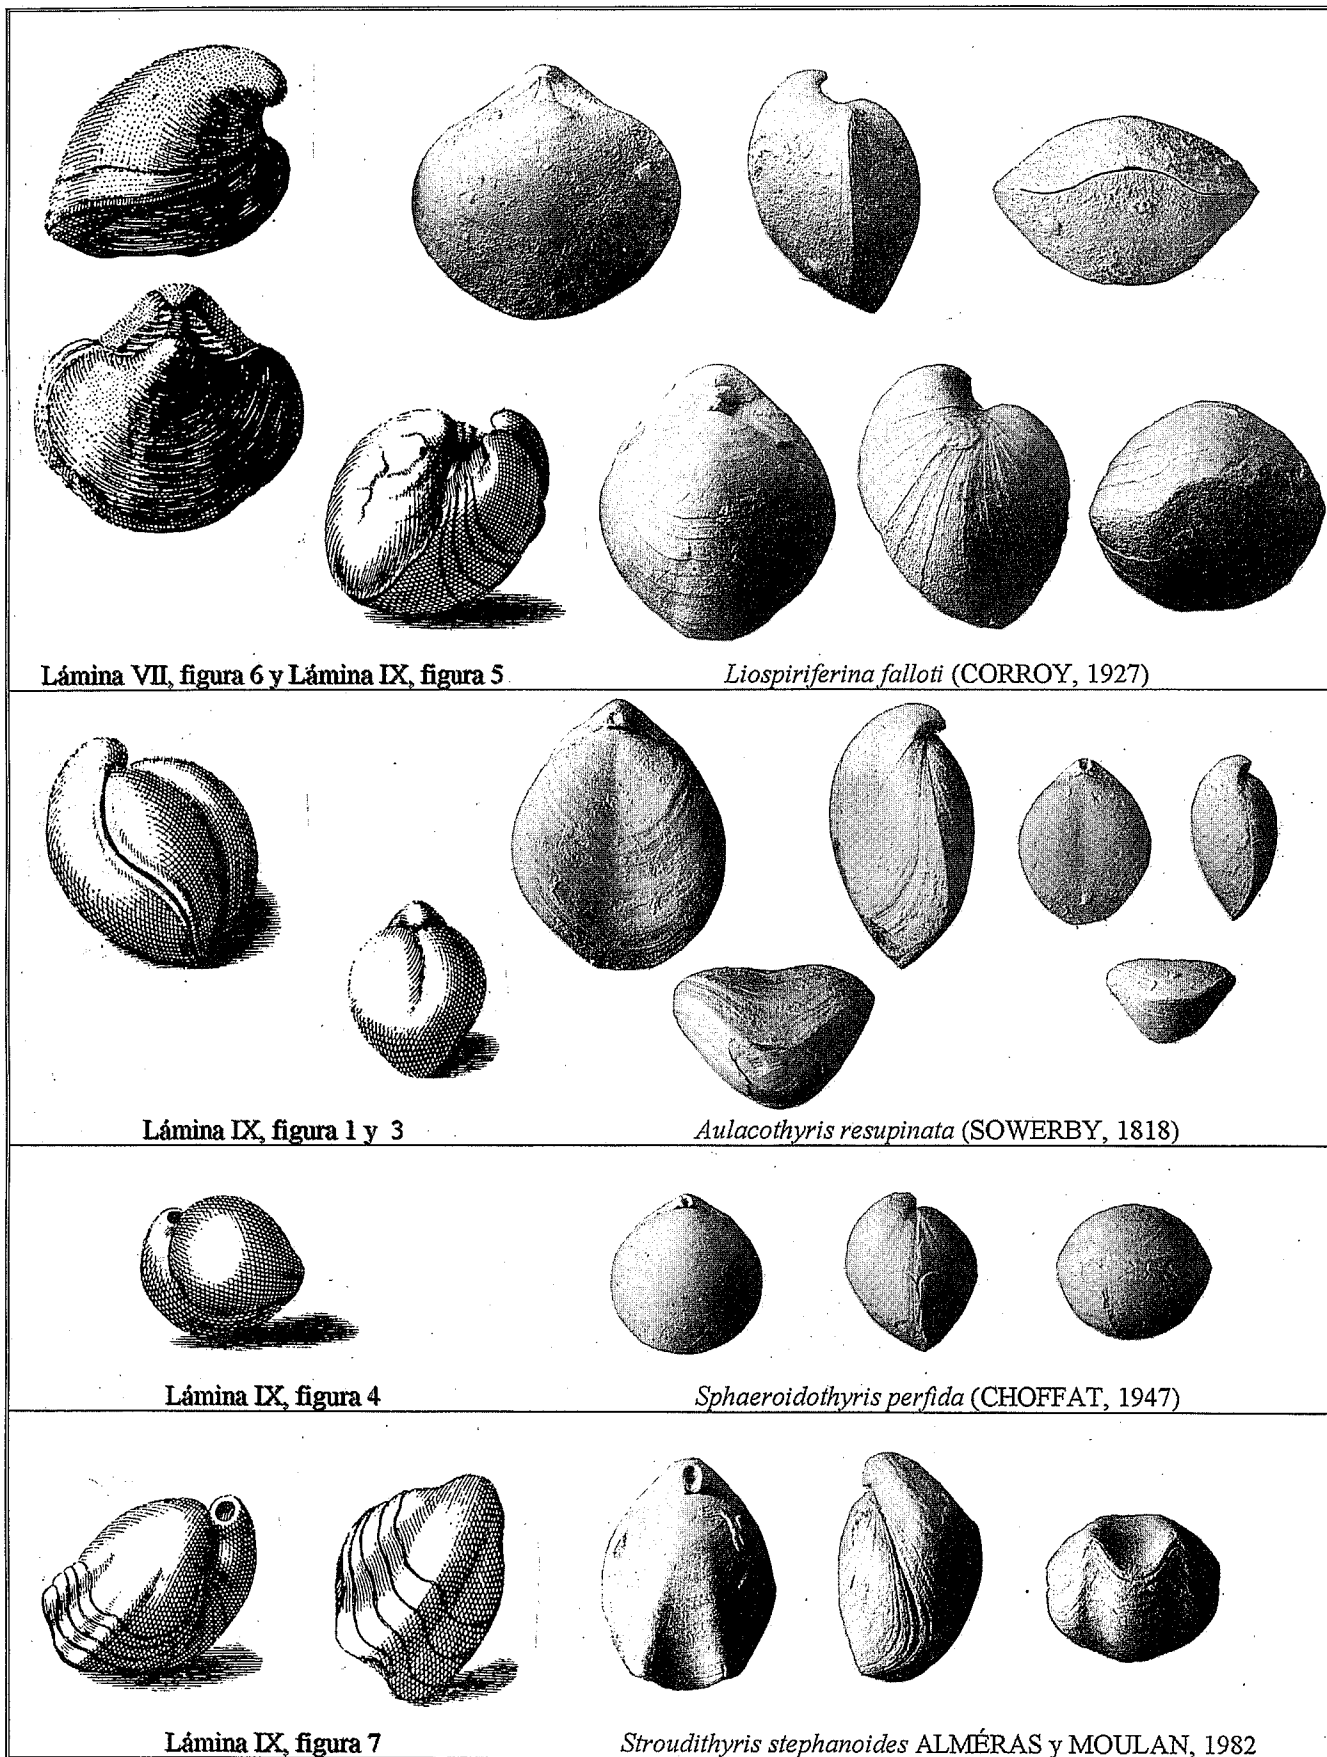 Lámina VII, figura 6 y Lámina IX, figura 5
Liospiriferina falloti (CORROY, 1927)
Lámina IX, figura 1 y 3
Aulacothyris resupinata (SOWERBY, 1818)
Lámina IX, figura 4
Sphaeroidothyris perfida (CHOFFAT, 1947)
Lámina IX, figura 7
Stroudithyris stephanoides ALMÉRAS y MOULAN, 1982